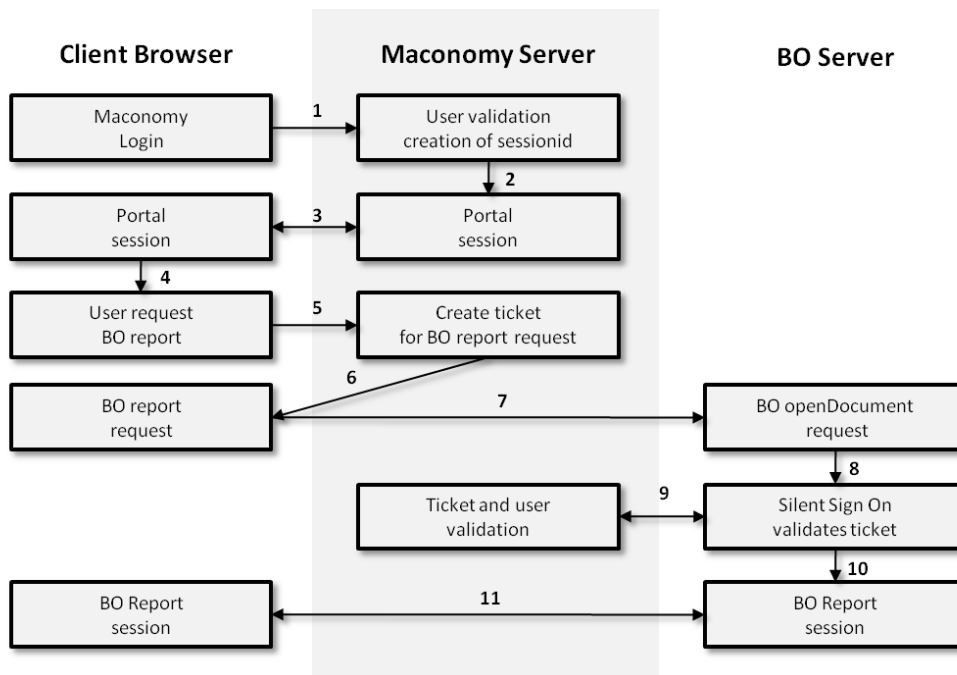 Client Browser
Maconomy Server
BO Server
Maconomy
Login
1
User validation
creation of sessionid
2
Portal
session
3
Portal
session
4
User request
BO report
5
Create ticket
for BO report request
6
BO report
request
7
BO openDocument
request
8
Ticket and user
validation
9
Silent Sign On
validates ticket
10
BO Report
session
11
BO Report
session